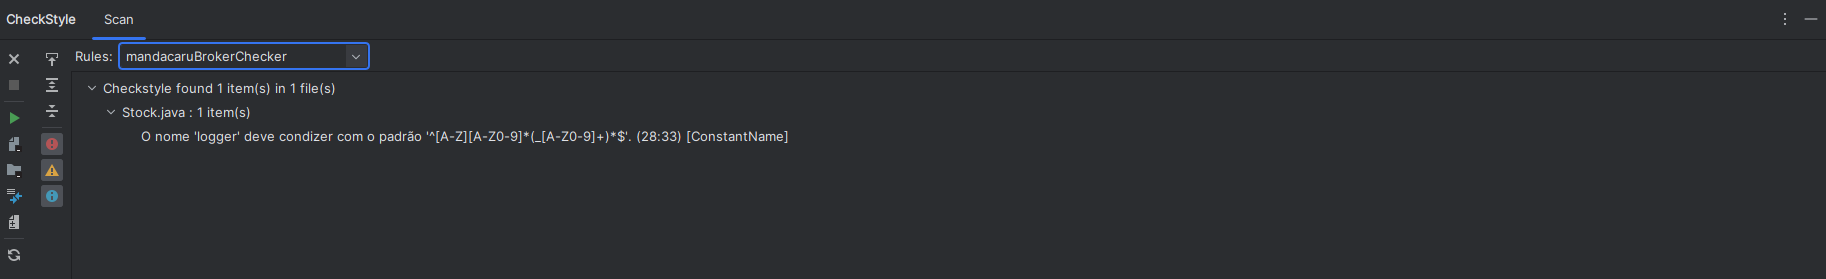 CheckStyle Scan
Rules: mandacaruBrokerChecker
Checkstyle found 1 item(s) in 1 file(s)
Stock.java : 1 item(s)
O nome 'logger' deve condizer com o padrão '^[A-Z][A-Z0-9]*(_[A-Z0-9]+)*$'. (28:33) [ConstantName]